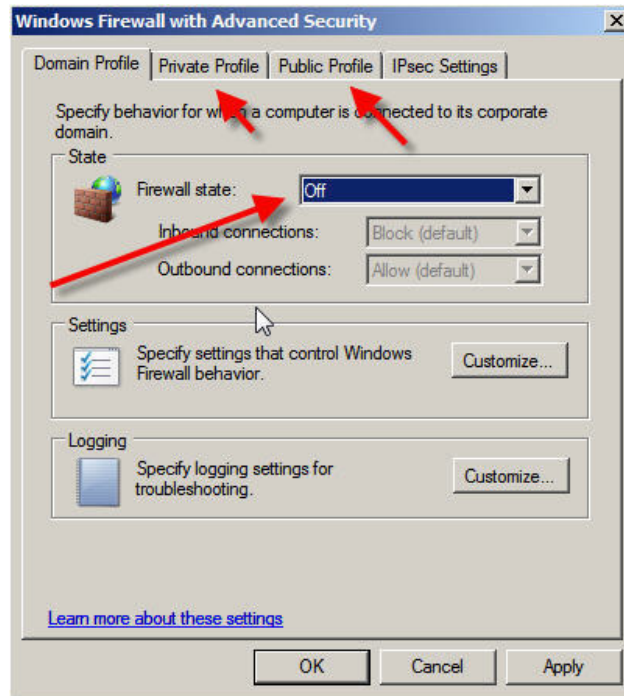 Windows Firewall with Advanced Security
Domain Profile
Private Profile
Public Profile
IPsec Settings
Specify behavior for when a computer is connected to its corporate
domain.
State
Firewall state:
Off
Inbound connections:
Block (default)
Outbound connections:
Allow (default)
Settings
Specify settings that control Windows
Firewall behavior.
Customize...
Logging
Specify logging settings for
troubleshooting.
Customize...
Learn more about these settings
OK
Cancel
Apply